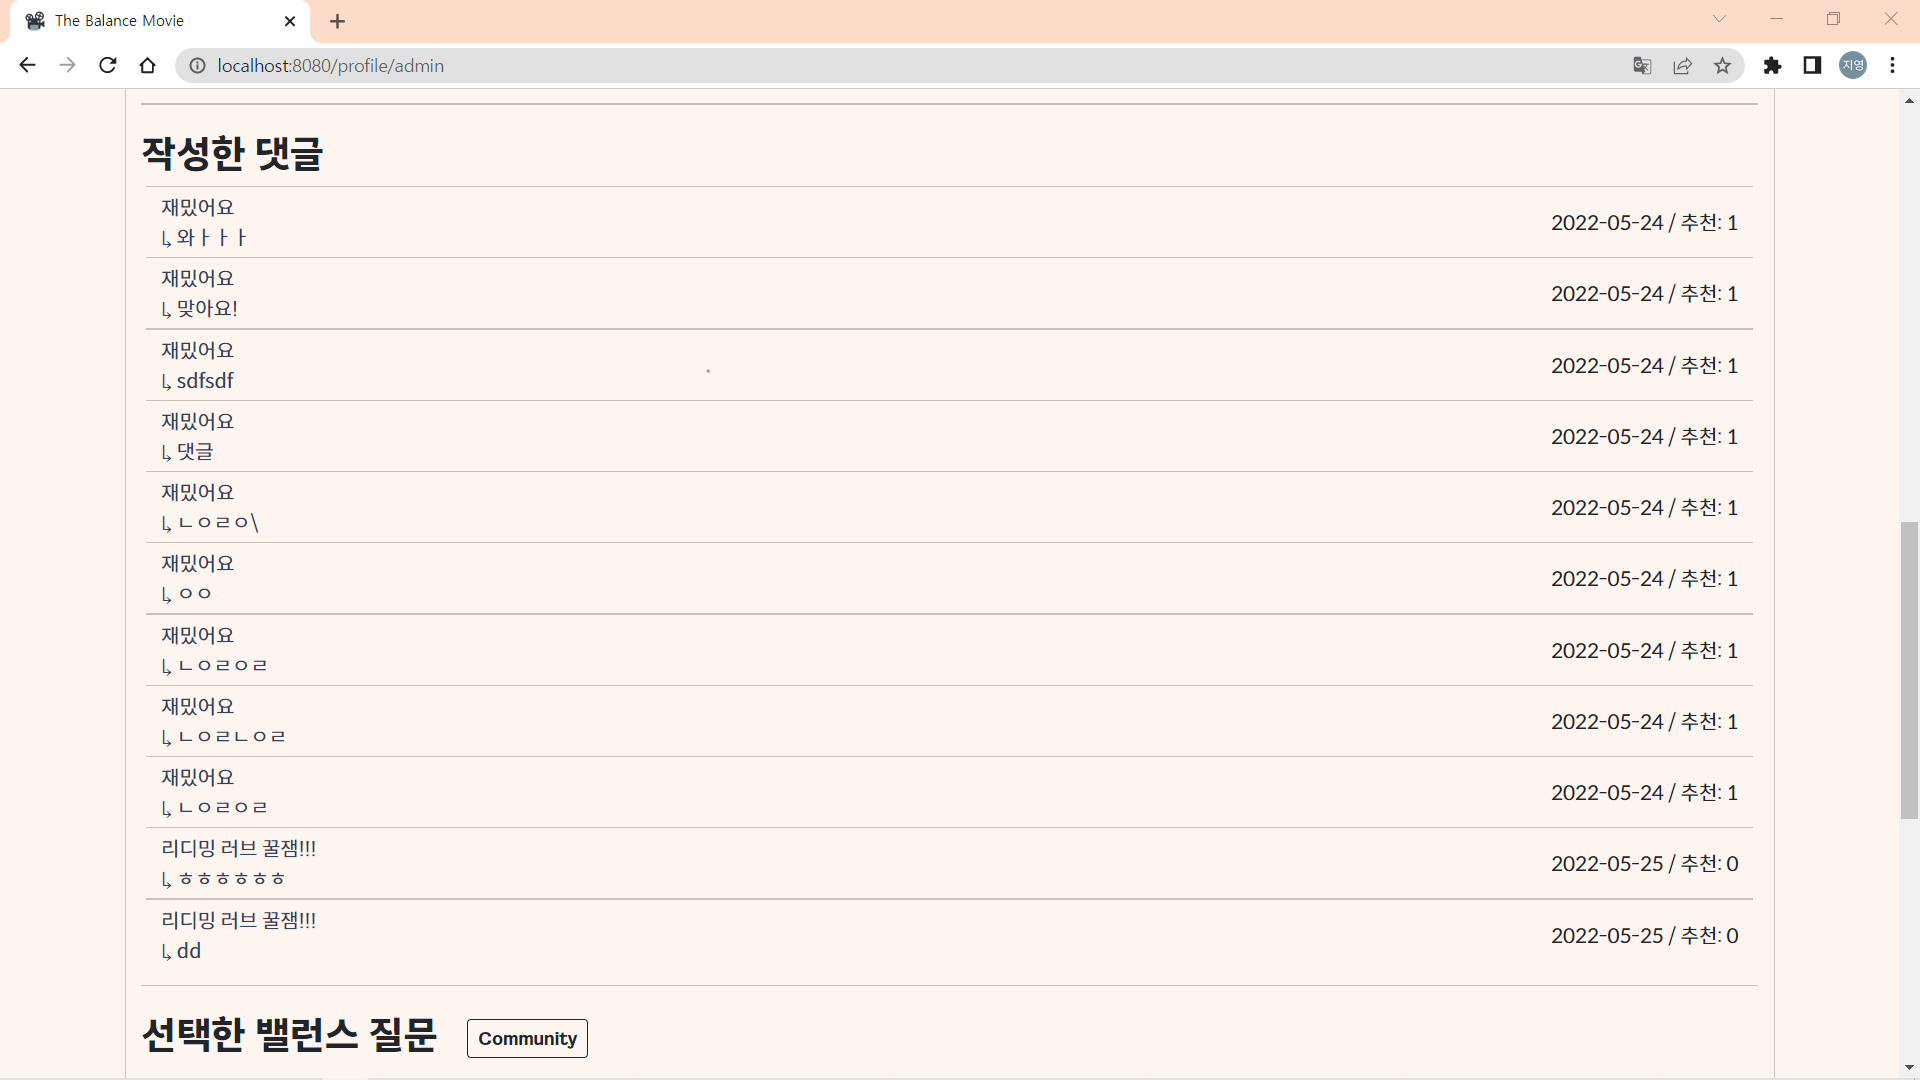 The Balance Movie
localhost:8080/profile/admin
지영
작성한 댓글
재밌어요
↳ 와ㅏㅏㅏ
2022-05-24 / 추천: 1
재밌어요
↳ 맞아요!
2022-05-24 / 추천: 1
재밌어요
↳ sdfsdf
2022-05-24 / 추천: 1
재밌어요
↳ 댓글
2022-05-24 / 추천: 1
재밌어요
↳ ㄴㅇㄹㅇ\
2022-05-24 / 추천: 1
재밌어요
↳ ㅇㅇ
2022-05-24 / 추천: 1
재밌어요
↳ ㄴㅇㄹㅇㄹ
2022-05-24 / 추천: 1
재밌어요
↳ ㄴㅇㄹㄴㅇㄹ
2022-05-24 / 추천: 1
재밌어요
↳ ㄴㅇㄹㅇㄹ
2022-05-24 / 추천: 1
리디밍 러브 꿀잼!!!
↳ ㅎㅎㅎㅎㅎㅎ
2022-05-25 / 추천: 0
리디밍 러브 꿀잼!!!
↳ dd
2022-05-25 / 추천: 0
선택한 밸런스 질문 Community